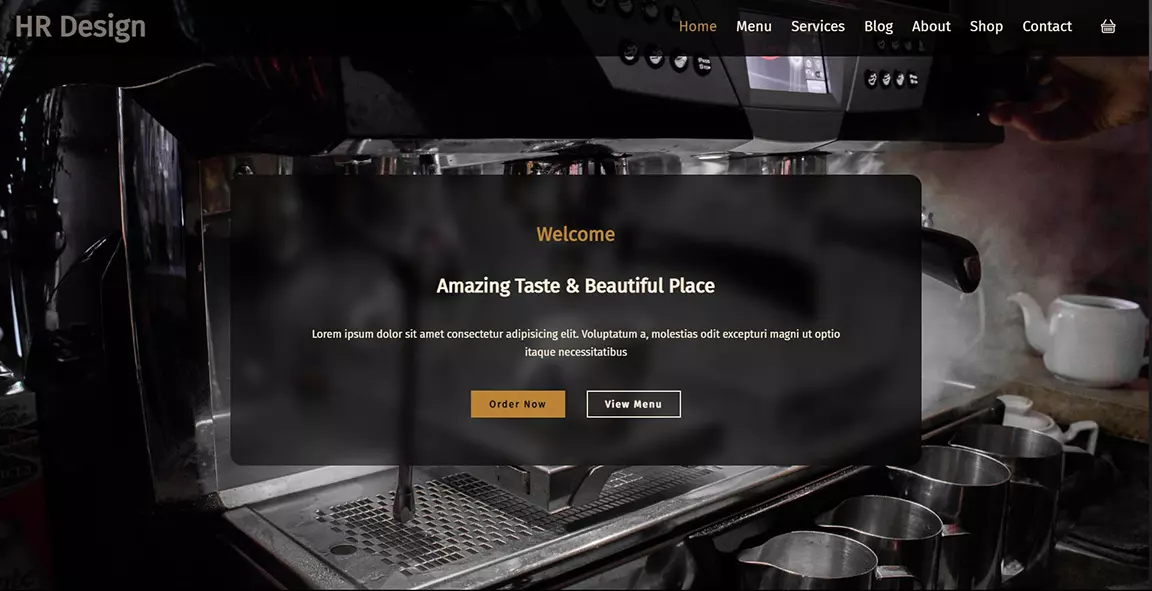 HR Design
Home Menu Services Blog About Shop Contact
Welcome
Amazing Taste & Beautiful Place
Lorem ipsum dolor sit amet consectetur adipisicing elit. Voluptatum a, molestias odit excepturi magni ut optio
itaque necessitatibus
Order Now View Menu